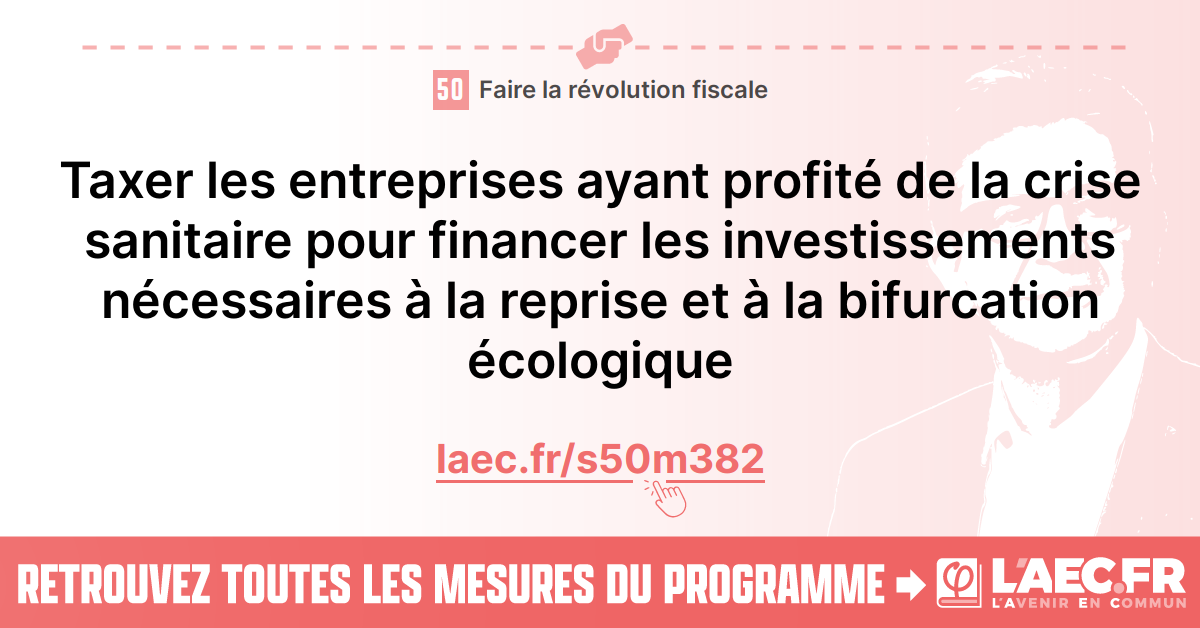 50 Faire la révolution fiscale
Taxer les entreprises ayant profité de la crise
sanitaire pour financer les investissements
nécessaires à la reprise et à la bifurcation
écologique
laec.fr/s50m382
RETROUVEZ TOUTES LES MESURES DU PROGRAMME
φ L'AEC.FR
L'AVENIR EN COMMUN